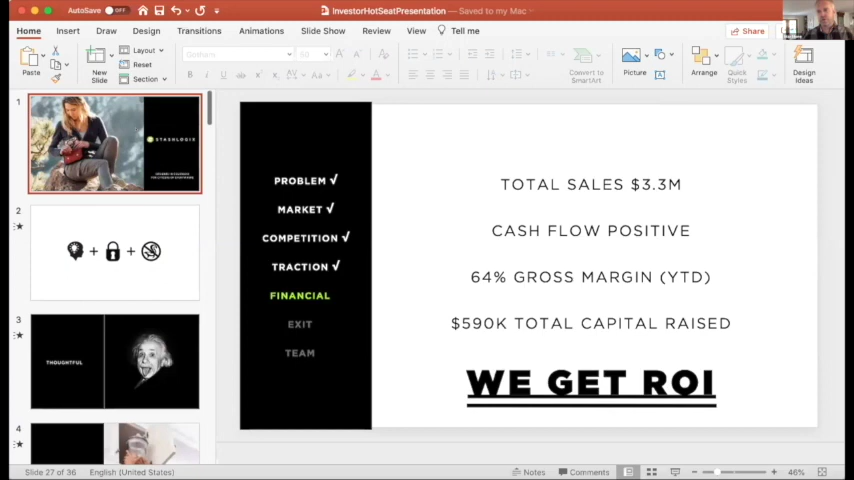 AutoSave OFF
InvestorHotSeatPresentation — Saved to my Mac
Home Insert Draw Design Transitions Animations Slide Show Review View Tell me
Share
Paste
New Slide
Layout
Reset
Section
Gotham
50
Convert to SmartArt
Picture
Arrange
Quick Styles
Design Ideas
1
STASHLOGIX
2
+ +
3
THOUGHTFUL
4
PROBLEM √
MARKET √
COMPETITION √
TRACTION √
FINANCIAL
EXIT
TEAM
TOTAL SALES $3.3M
CASH FLOW POSITIVE
64% GROSS MARGIN (YTD)
$590K TOTAL CAPITAL RAISED
WE GET ROI
Slide 27 of 36 English (United States) Notes Comments 46%